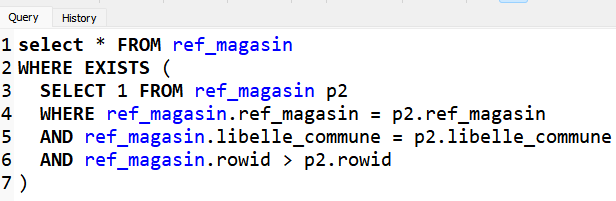 Query History
1 select * FROM ref_magasin
2 WHERE EXISTS (
3 SELECT 1 FROM ref_magasin p2
4 WHERE ref_magasin.ref_magasin = p2.ref_magasin
5 AND ref_magasin.libelle_commune = p2.libelle_commune
6 AND ref_magasin.rowid > p2.rowid
7 )